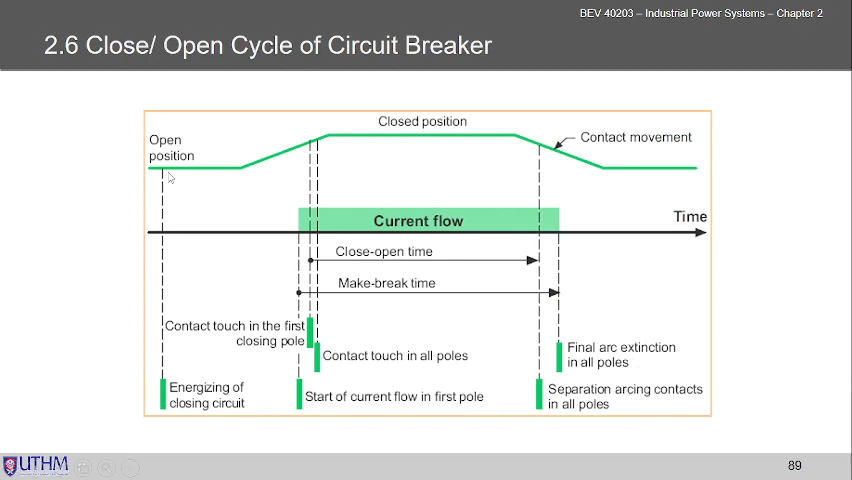 BEV 40203 – Industrial Power Systems – Chapter 2
2.6 Close/ Open Cycle of Circuit Breaker
Closed position
Open
position
Contact movement
Current flow
Time
Close-open time
Make-break time
Contact touch in the first
closing pole
Contact touch in all poles
Final arc extinction
in all poles
Energizing of
closing circuit
Start of current flow in first pole
Separation arcing contacts
in all poles
UTHM
89